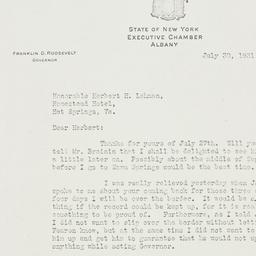 STATE OF NEW YORK
EXECUTIVE CHAMBER
ALBANY
FRANKLIN D. ROOSEVELT
GOVERNOR
July 30, 1931
Honorable Herbert H. Lehman,
Homestead Hotel,
Hot Springs, Va.
Dear Herbert:
Thanks for yours of July 27th. Will you
tell Mr. Brainin that I shall be delighted to see h
a little later on. Possibly about the middle of Sep
before I go to Warm Springs would be the best time.
I was really relieved yesterday when J
spoke to me about your coming back for those three o
four days I will be over the border. It would be a
thing if the record could be kept up, for it is real
something to be proud of. Furthermore, as I told
I did not want to slip over the border without lett
Fearon know, but at the same time I did not want to
him up and get him to guarantee that he would not up
anything while acting Governor.